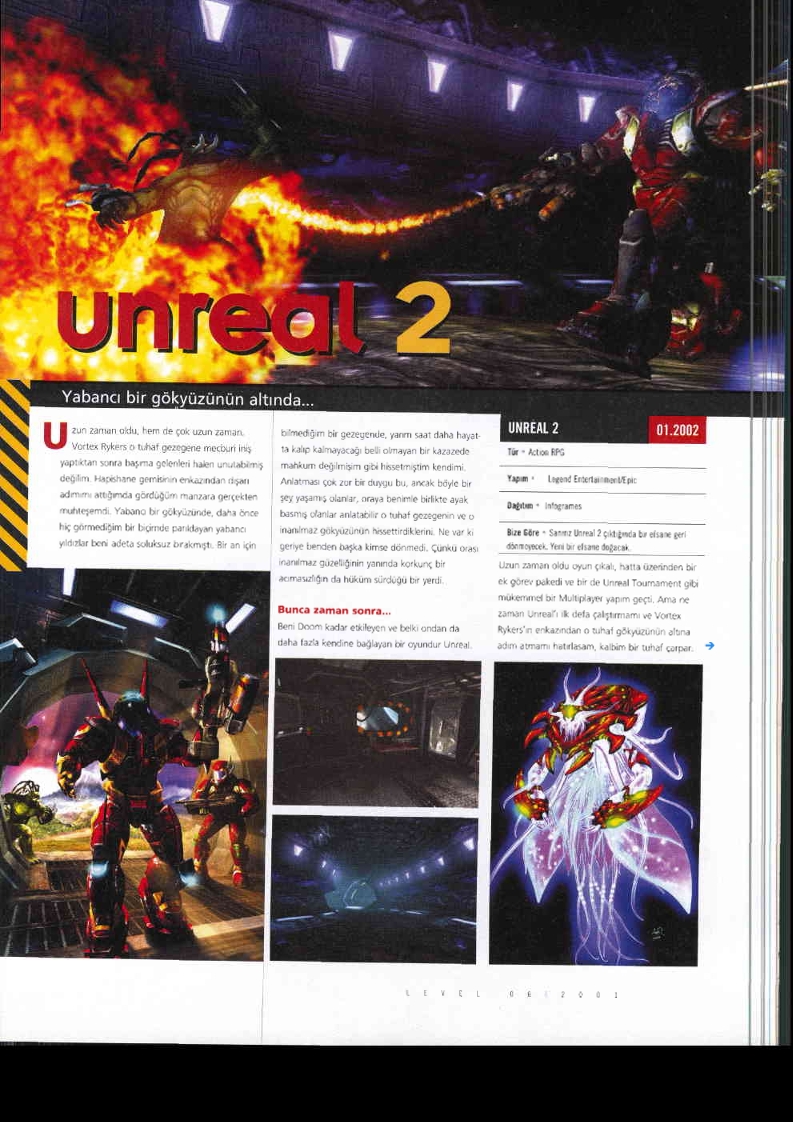 unreal 2
Yabancı bir gökyüzünün altında...
Uzun zaman oldu, hem de çok uzun zaman.
Vortex Rykers o tuhaf gezegene mecburi iniş
yaptıktan sonra başıma gelenleri halen unutabilmiş
değilim. Hapishane gemisinin enkazından dışarı
adımımı attığımda gördüğüm manzara gerçekten
muhteşemdi. Yabancı bir gökyüzünde, daha önce
hiç görmediğim bir biçimde parıldayan yabancı
yıldızlar beni adeta soluksuz bırakmıştı. Bir an için
bilmediğim bir gezegende, yarım saat daha hayat-
ta kalıp kalmayacağı belli olmayan bir kazazede
mahkum değilmişim gibi hissetmiştim kendimi.
Anlatması çok zor bir duygu bu, ancak böyle bir
şey yaşamış olanlar, oraya benimle birlikte ayak
basmış olanlar anlatabilir o tuhaf gezegenin ve o
inanılmaz gökyüzünün hissettirdiklerini. Ne var ki
geriye benden başka kimse dönmedi. Çünkü orası
inanılmaz güzelliğin yanında korkunç bir
acımasızlığın da hüküm sürdüğü bir yerdi.
Bunca zaman sonra...
Beni Doom kadar etkileyen ve belki ondan da
daha fazla kendine bağlayan bir oyundur Unreal.
UNREAL 2 01.2002
Tür • Action RPG
Yapım • Legend Entertainment/Epic
Dağıtım • Infogrames
Bize Göre • Sanırız Unreal 2 çıktığında bir efsane geri
dönmeyecek. Yeni bir efsane doğacak.
Uzun zaman oldu oyun çıkalı, hatta üzerinden bir
ek görev pakedi ve bir de Unreal Tournament gibi
mükemmel bir Multiplayer yapım geçti. Ama ne
zaman Unreal'ı ilk defa çalıştırmamı ve Vortex
Rykers'ın enkazından o tuhaf gökyüzünün altına
adım atmamı hatırlasam, kalbim bir tuhaf çarpar.
LEVEL 06 2001